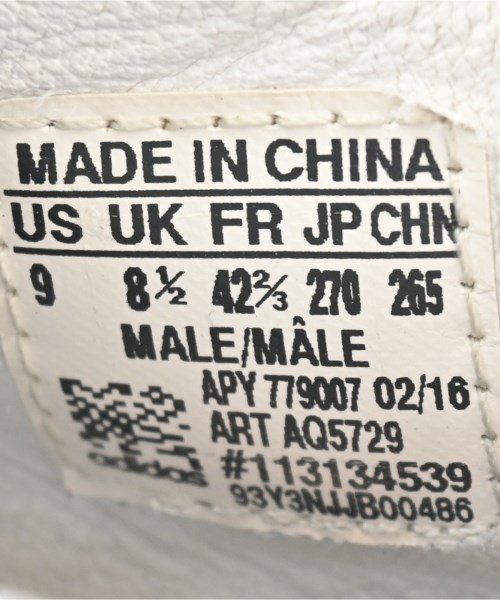 MADE IN CHINA
US UK FR JP CHN
9 8½ 42⅔ 270 265
MALE/MÂLE
APY 779007 02/16
ART AQ5729
adidas #113134539
93Y3NJJB00486